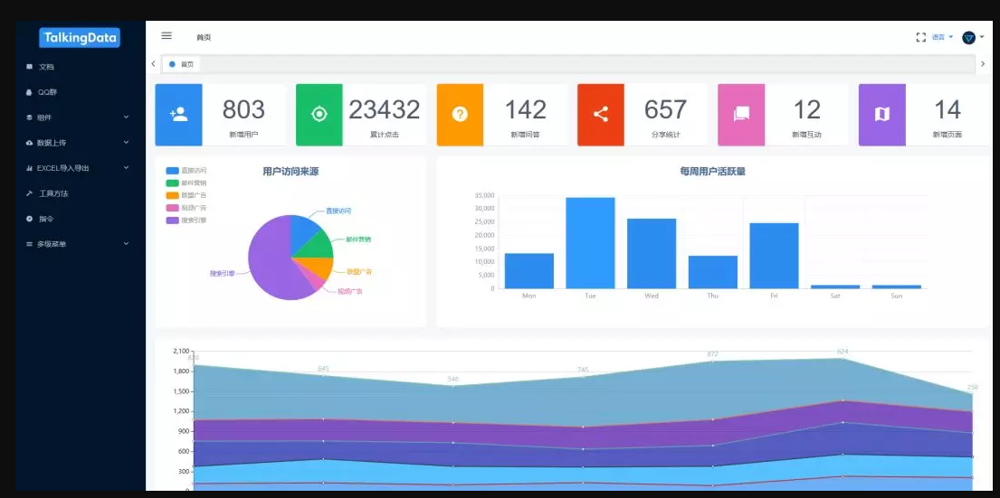 TalkingData
文档
QQ群
组件
数据上传
EXCEL导入导出
工具方法
指令
多级菜单
首页
语言
首页
803
新增用户
23432
累计点击
142
新增问答
657
分享统计
12
新增互动
14
新增页面
用户访问来源
直接访问
邮件营销
联盟广告
视频广告
搜索引擎
直接访问
邮件营销
联盟广告
视频广告
搜索引擎
每周用户活跃量
35,000
30,000
25,000
20,000
15,000
10,000
5,000
0
Mon Tue Wed Thu Fri Sat Sun
2,100
1,800
1,500
1,200
900
600
300
0
820 645 546 745 872 624 258